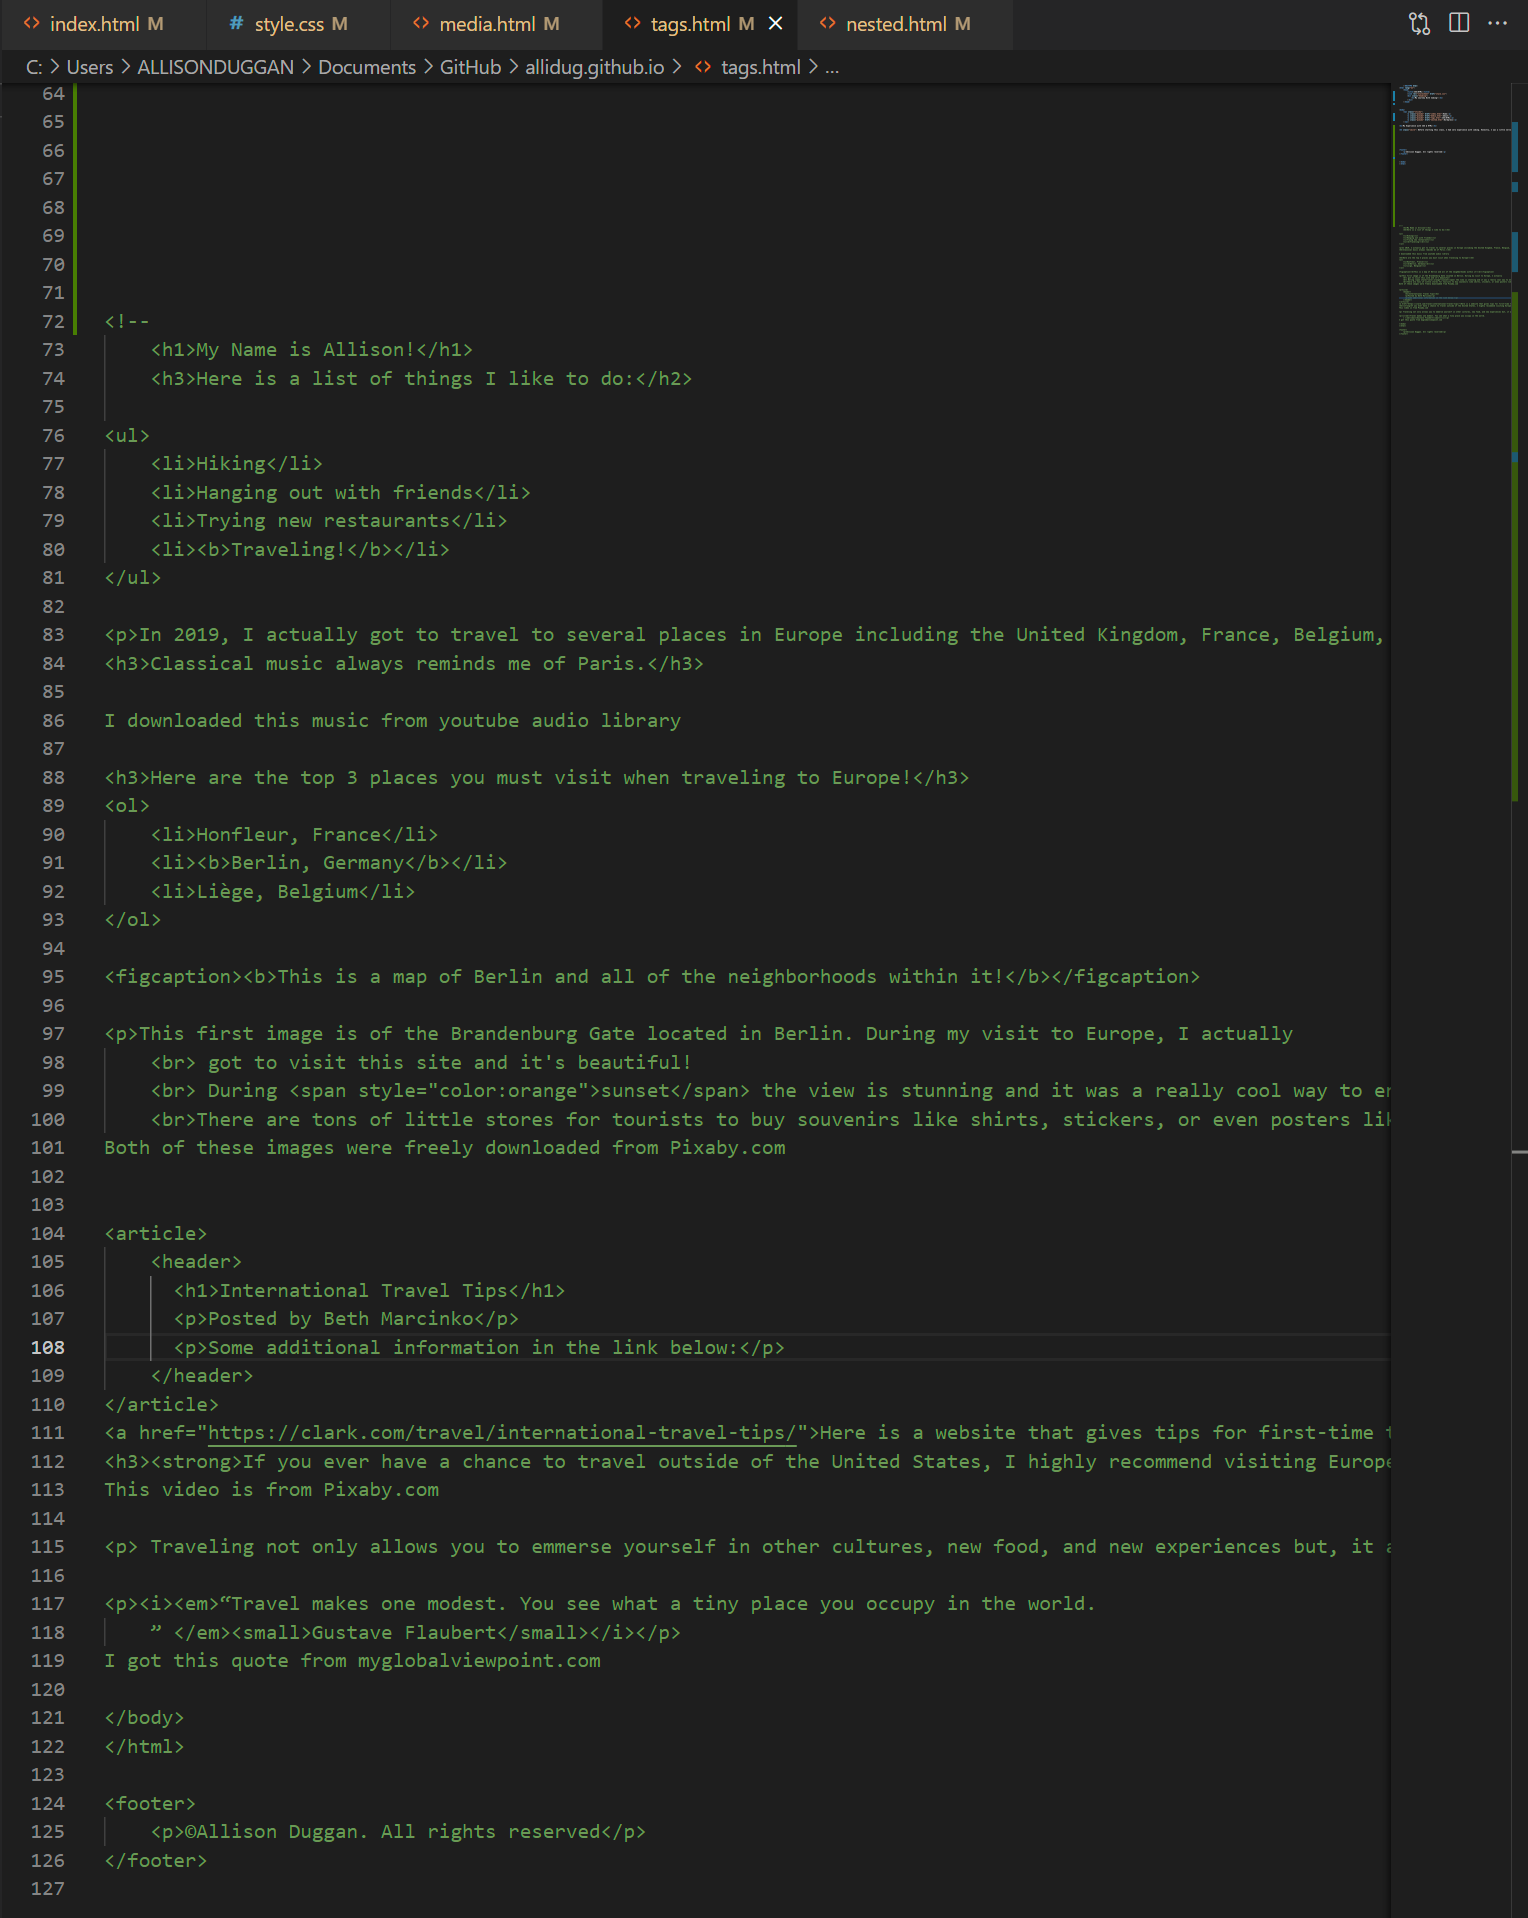 index.html M
style.css M
media.html M
tags.html M
nested.html M
C: > Users > ALLISONDUGGAN > Documents > GitHub > allidug.github.io > tags.html > ...
64
65
66
67
68
69
70
71
72 <!--
73 <h1>My Name is Allison!</h1>
74 <h3>Here is a list of things I like to do:</h2>
75
76 <ul>
77 <li>Hiking</li>
78 <li>Hanging out with friends</li>
79 <li>Trying new restaurants</li>
80 <li><b>Traveling!</b></li>
81 </ul>
82
83 <p>In 2019, I actually got to travel to several places in Europe including the United Kingdom, France, Belgium,
84 <h3>Classical music always reminds me of Paris.</h3>
85
86 I downloaded this music from youtube audio library
87
88 <h3>Here are the top 3 places you must visit when traveling to Europe!</h3>
89 <ol>
90 <li>Honfleur, France</li>
91 <li><b>Berlin, Germany</b></li>
92 <li>Liège, Belgium</li>
93 </ol>
94
95 <figcaption><b>This is a map of Berlin and all of the neighborhoods within it!</b></figcaption>
96
97 <p>This first image is of the Brandenburg Gate located in Berlin. During my visit to Europe, I actually
98 <br> got to visit this site and it's beautiful!
99 <br> During <span style="color:orange">sunset</span> the view is stunning and it was a really cool way to
100 <br>There are tons of little stores for tourists to buy souvenirs like shirts, stickers, or even posters
101 Both of these images were freely downloaded from Pixaby.com
102
103
104 <article>
105 <header>
106 <h1>International Travel Tips</h1>
107 <p>Posted by Beth Marcinko</p>
108 <p>Some additional information in the link below:</p>
109 </header>
110 </article>
111 <a href="https://clark.com/travel/international-travel-tips/">Here is a website that gives tips for first-time
112 <h3><strong>If you ever have a chance to travel outside of the United States, I highly recommend visiting Europe
113 This video is from Pixaby.com
114
115 <p> Traveling not only allows you to emmerse yourself in other cultures, new food, and new experiences but, it
116
117 <p><i><em>“Travel makes one modest. You see what a tiny place you occupy in the world.
118 ” </em><small>Gustave Flaubert</small></i></p>
119 I got this quote from myglobalviewpoint.com
120
121 </body>
122 </html>
123
124 <footer>
125 <p>©Allison Duggan. All rights reserved</p>
126 </footer>
127